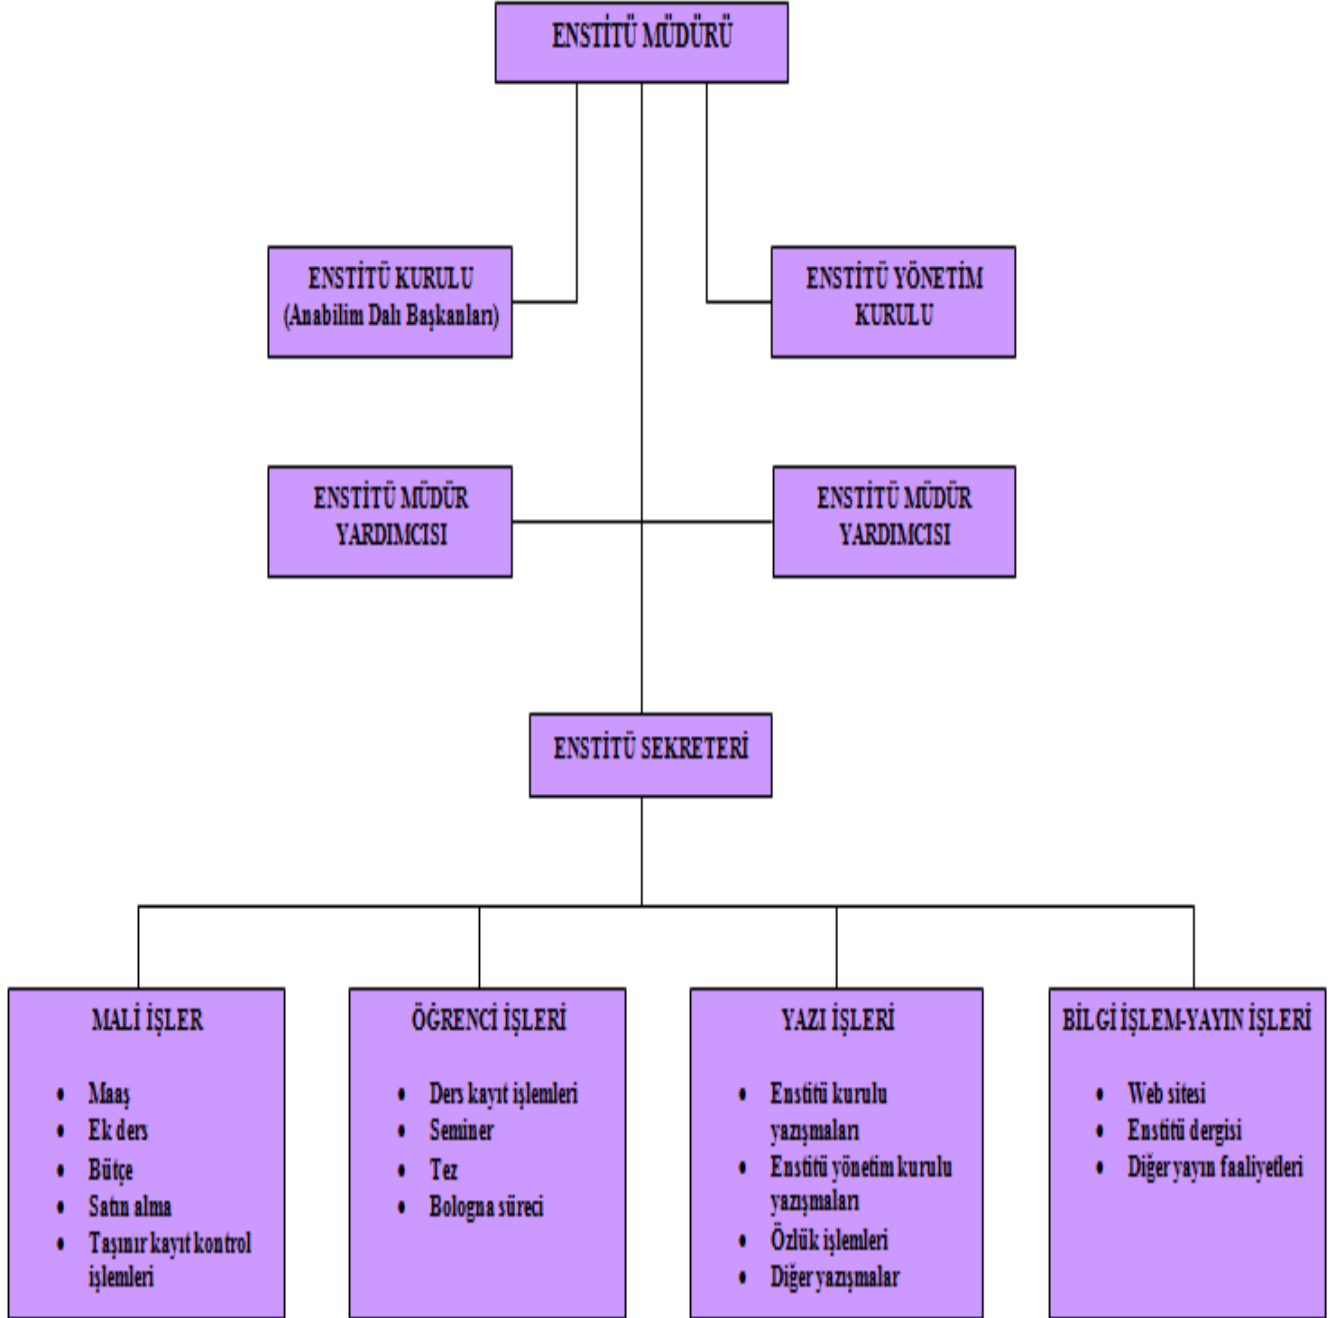 ENSTİTÜ MÜDÜRÜ
ENSTİTÜ KURULU
(Anabilim Dalı Başkanları)
ENSTİTÜ YÖNETİM
KURULU
ENSTİTÜ MÜDÜR
YARDIMCISI
ENSTİTÜ MÜDÜR
YARDIMCISI
ENSTİTÜ SEKRETERİ
MALİ İŞLER
• Maaş
• Ek ders
• Bütçe
• Satın alma
• Taşınır kayıt kontrol
işlemleri
ÖĞRENCİ İŞLERİ
• Ders kayıt işlemleri
• Seminer
• Tez
• Bologna süreci
YAZI İŞLERİ
• Enstitü kurulu
yazışmaları
• Enstitü yönetim kurulu
yazışmaları
• Özlük işlemleri
• Diğer yazışmalar
BİLGİ İŞLEM-YAYIN İŞLERİ
• Web sitesi
• Enstitü dergisi
• Diğer yayın faaliyetleri